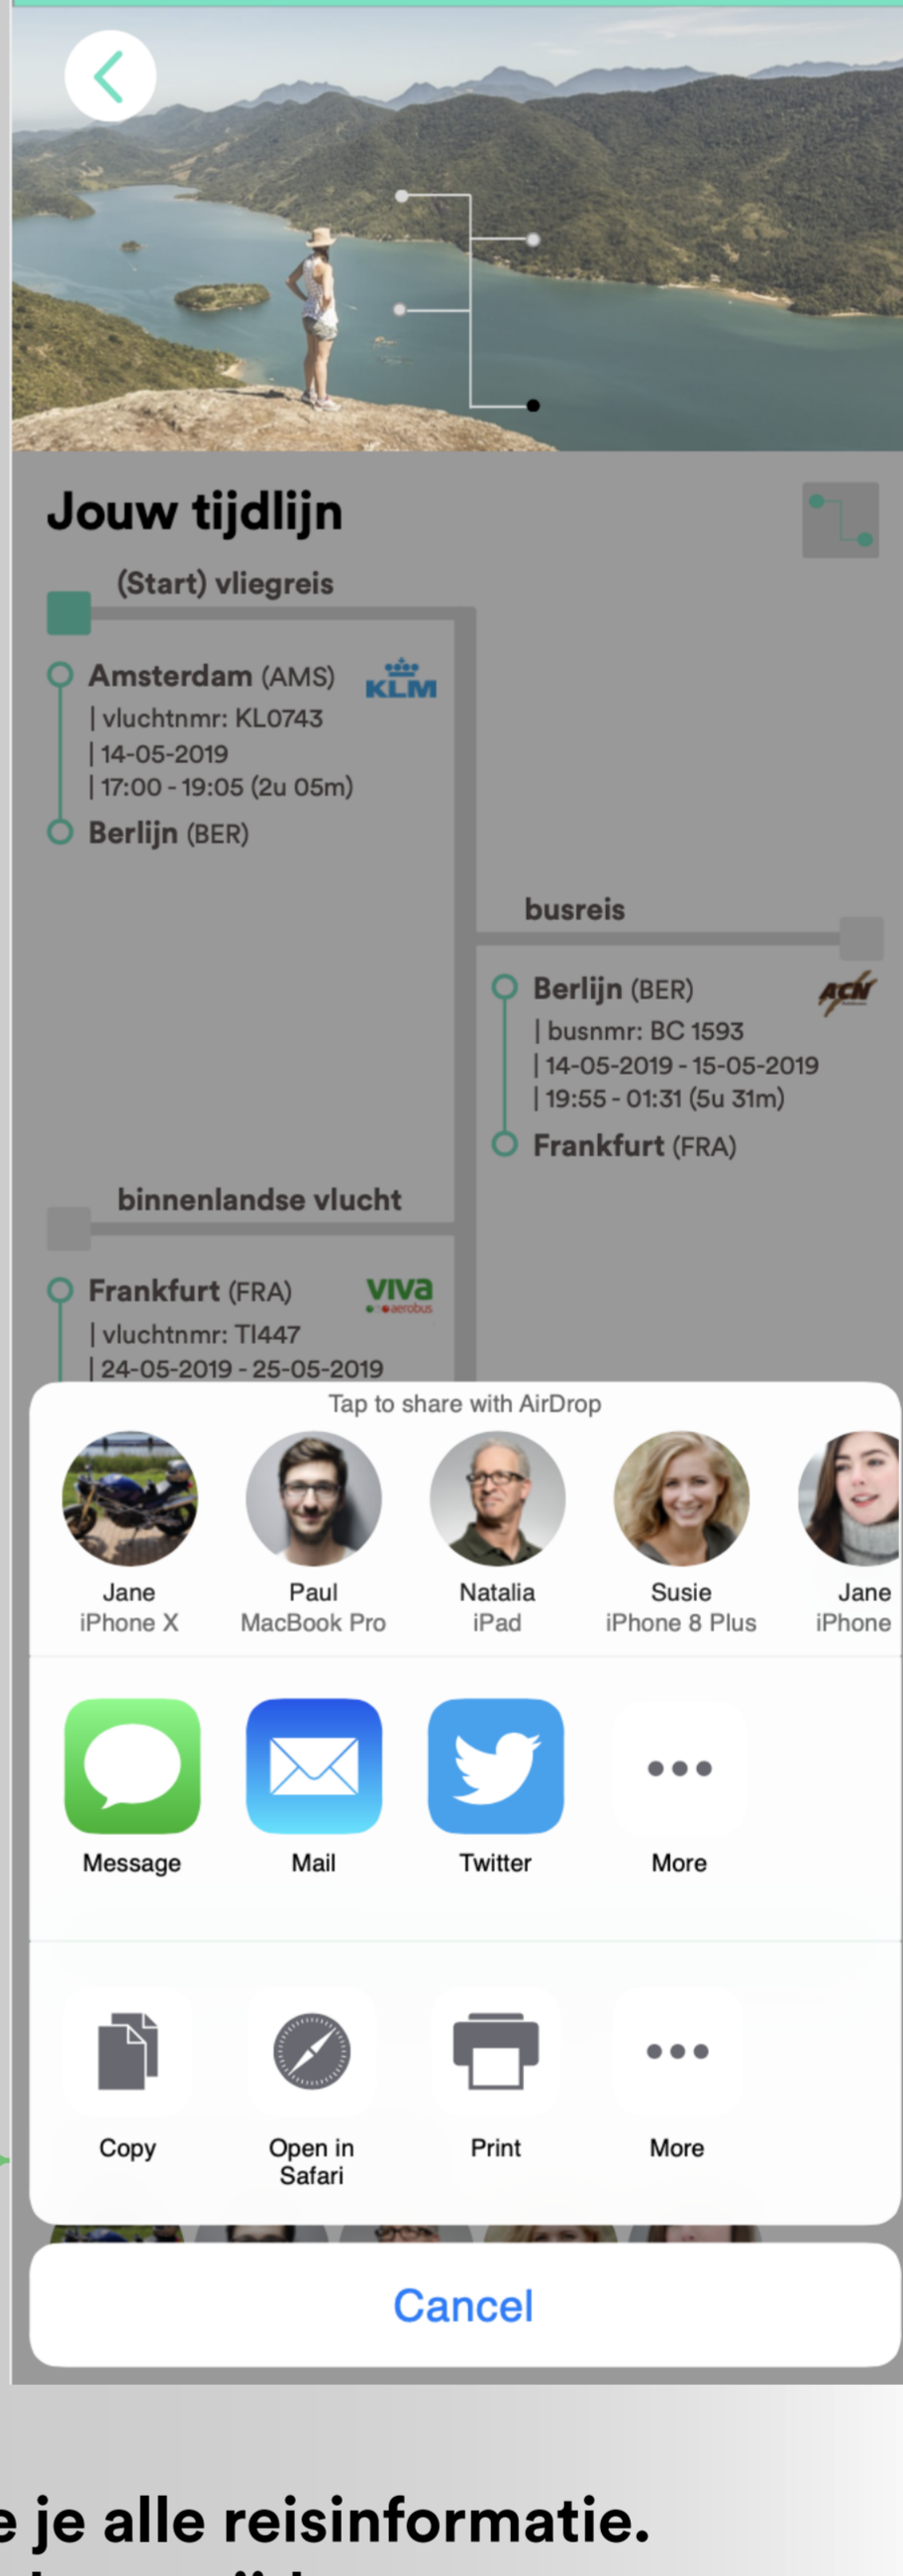 Jouw tijdlijn
(Start) vliegreis
Amsterdam (AMS)
KLM
| vluchtnmr: KL0743
| 14-05-2019
| 17:00 - 19:05 (2u 05m)
Berlijn (BER)
busreis
Berlijn (BER)
ACN
| busnmr: BC 1593
| 14-05-2019 - 15-05-2019
| 19:55 - 01:31 (5u 31m)
Frankfurt (FRA)
binnenlandse vlucht
Frankfurt (FRA)
viva
aerobus
| vluchtnmr: TI447
| 24-05-2019 - 25-05-2019
Tap to share with AirDrop
Jane Paul Natalia Susie Jane
iPhone X MacBook Pro iPad iPhone 8 Plus iPhone
Message Mail Twitter More
Copy Open in Print More
Safari
Cancel
e je alle reisinformatie.